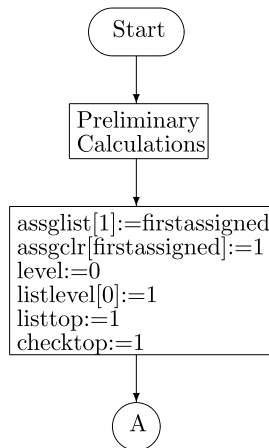 Start
Preliminary
Calculations
assglist[1]:=firstassigned
assgclr[firstassigned]:=1
level:=0
listlevel[0]:=1
listtop:=1
checktop:=1
A